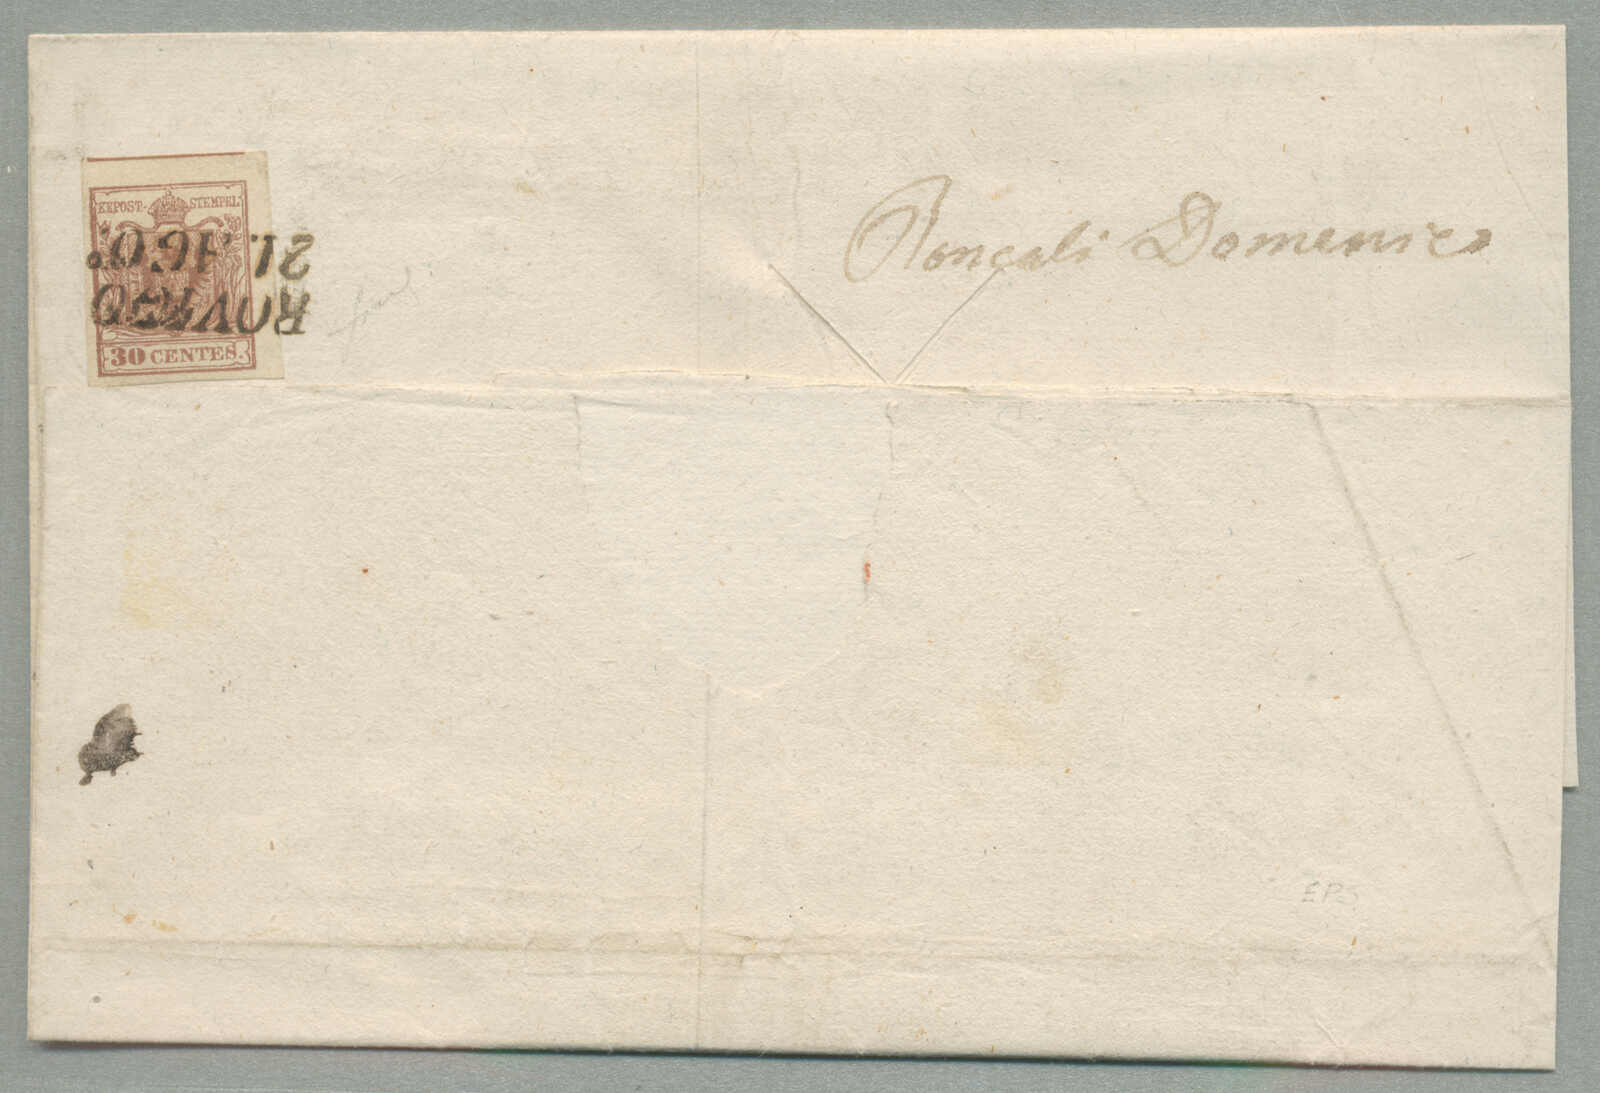 KKPOST-STEMPEL
30 CENTES.
ROVATO
21. AGO.
Roncali Domenico
EPS